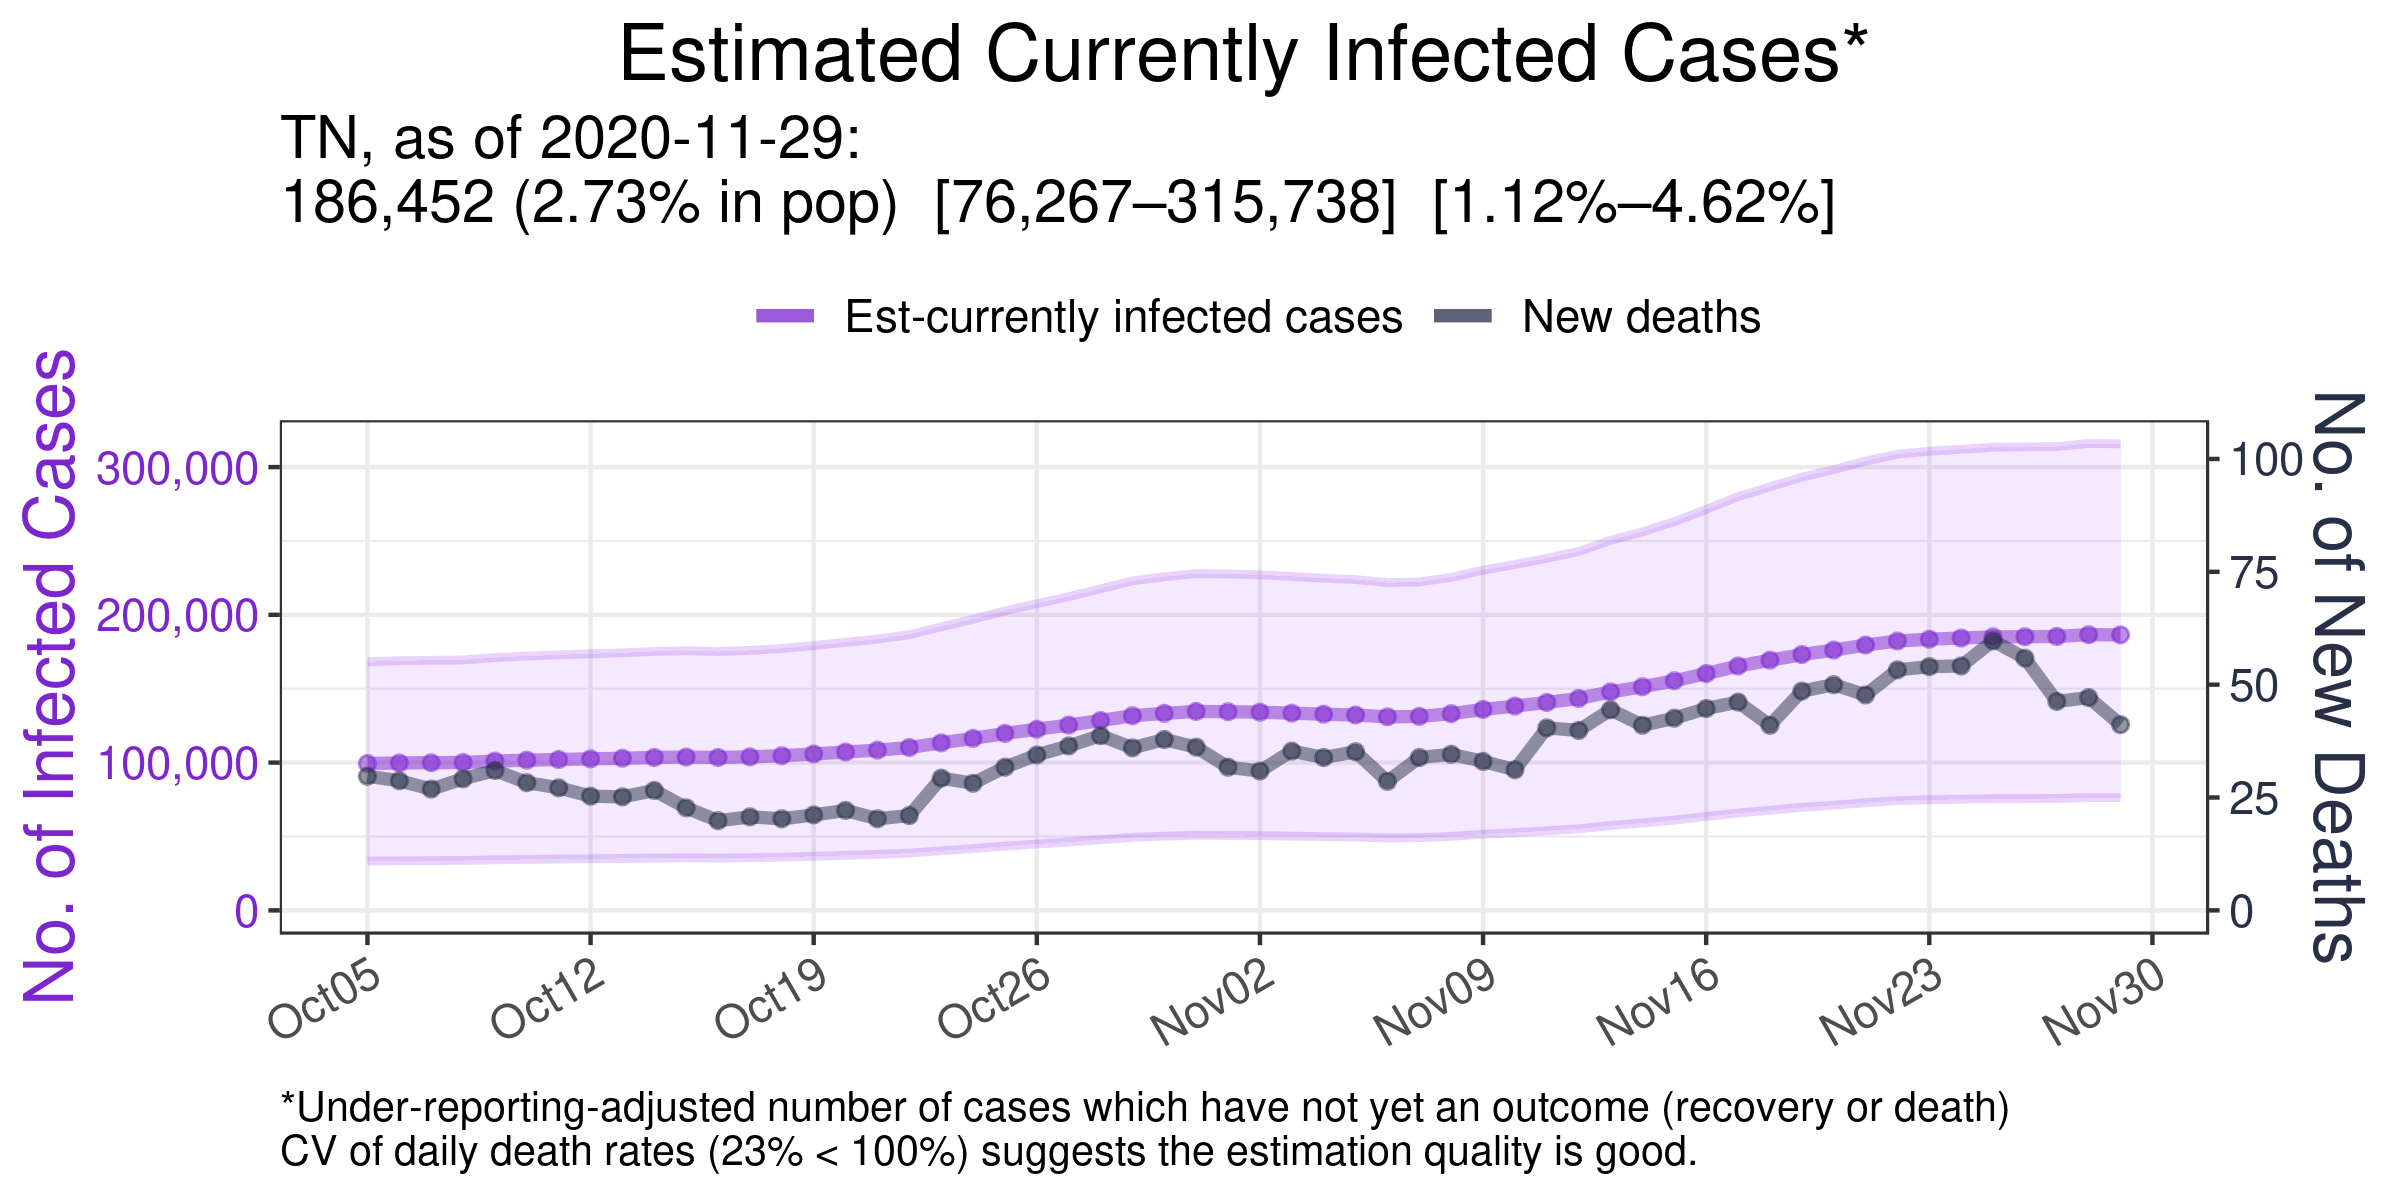 Estimated Currently Infected Cases*
TN, as of 2020-11-29:
186,452 (2.73% in pop)  [76,267–315,738]  [1.12%–4.62%]
Est-currently infected cases
New deaths
No. of Infected Cases
300,000
200,000
100,000
0
No. of New Deaths
100
75
50
25
0
Oct05
Oct12
Oct19
Oct26
Nov02
Nov09
Nov16
Nov23
Nov30
*Under-reporting-adjusted number of cases which have not yet an outcome (recovery or death)
CV of daily death rates (23% < 100%) suggests the estimation quality is good.